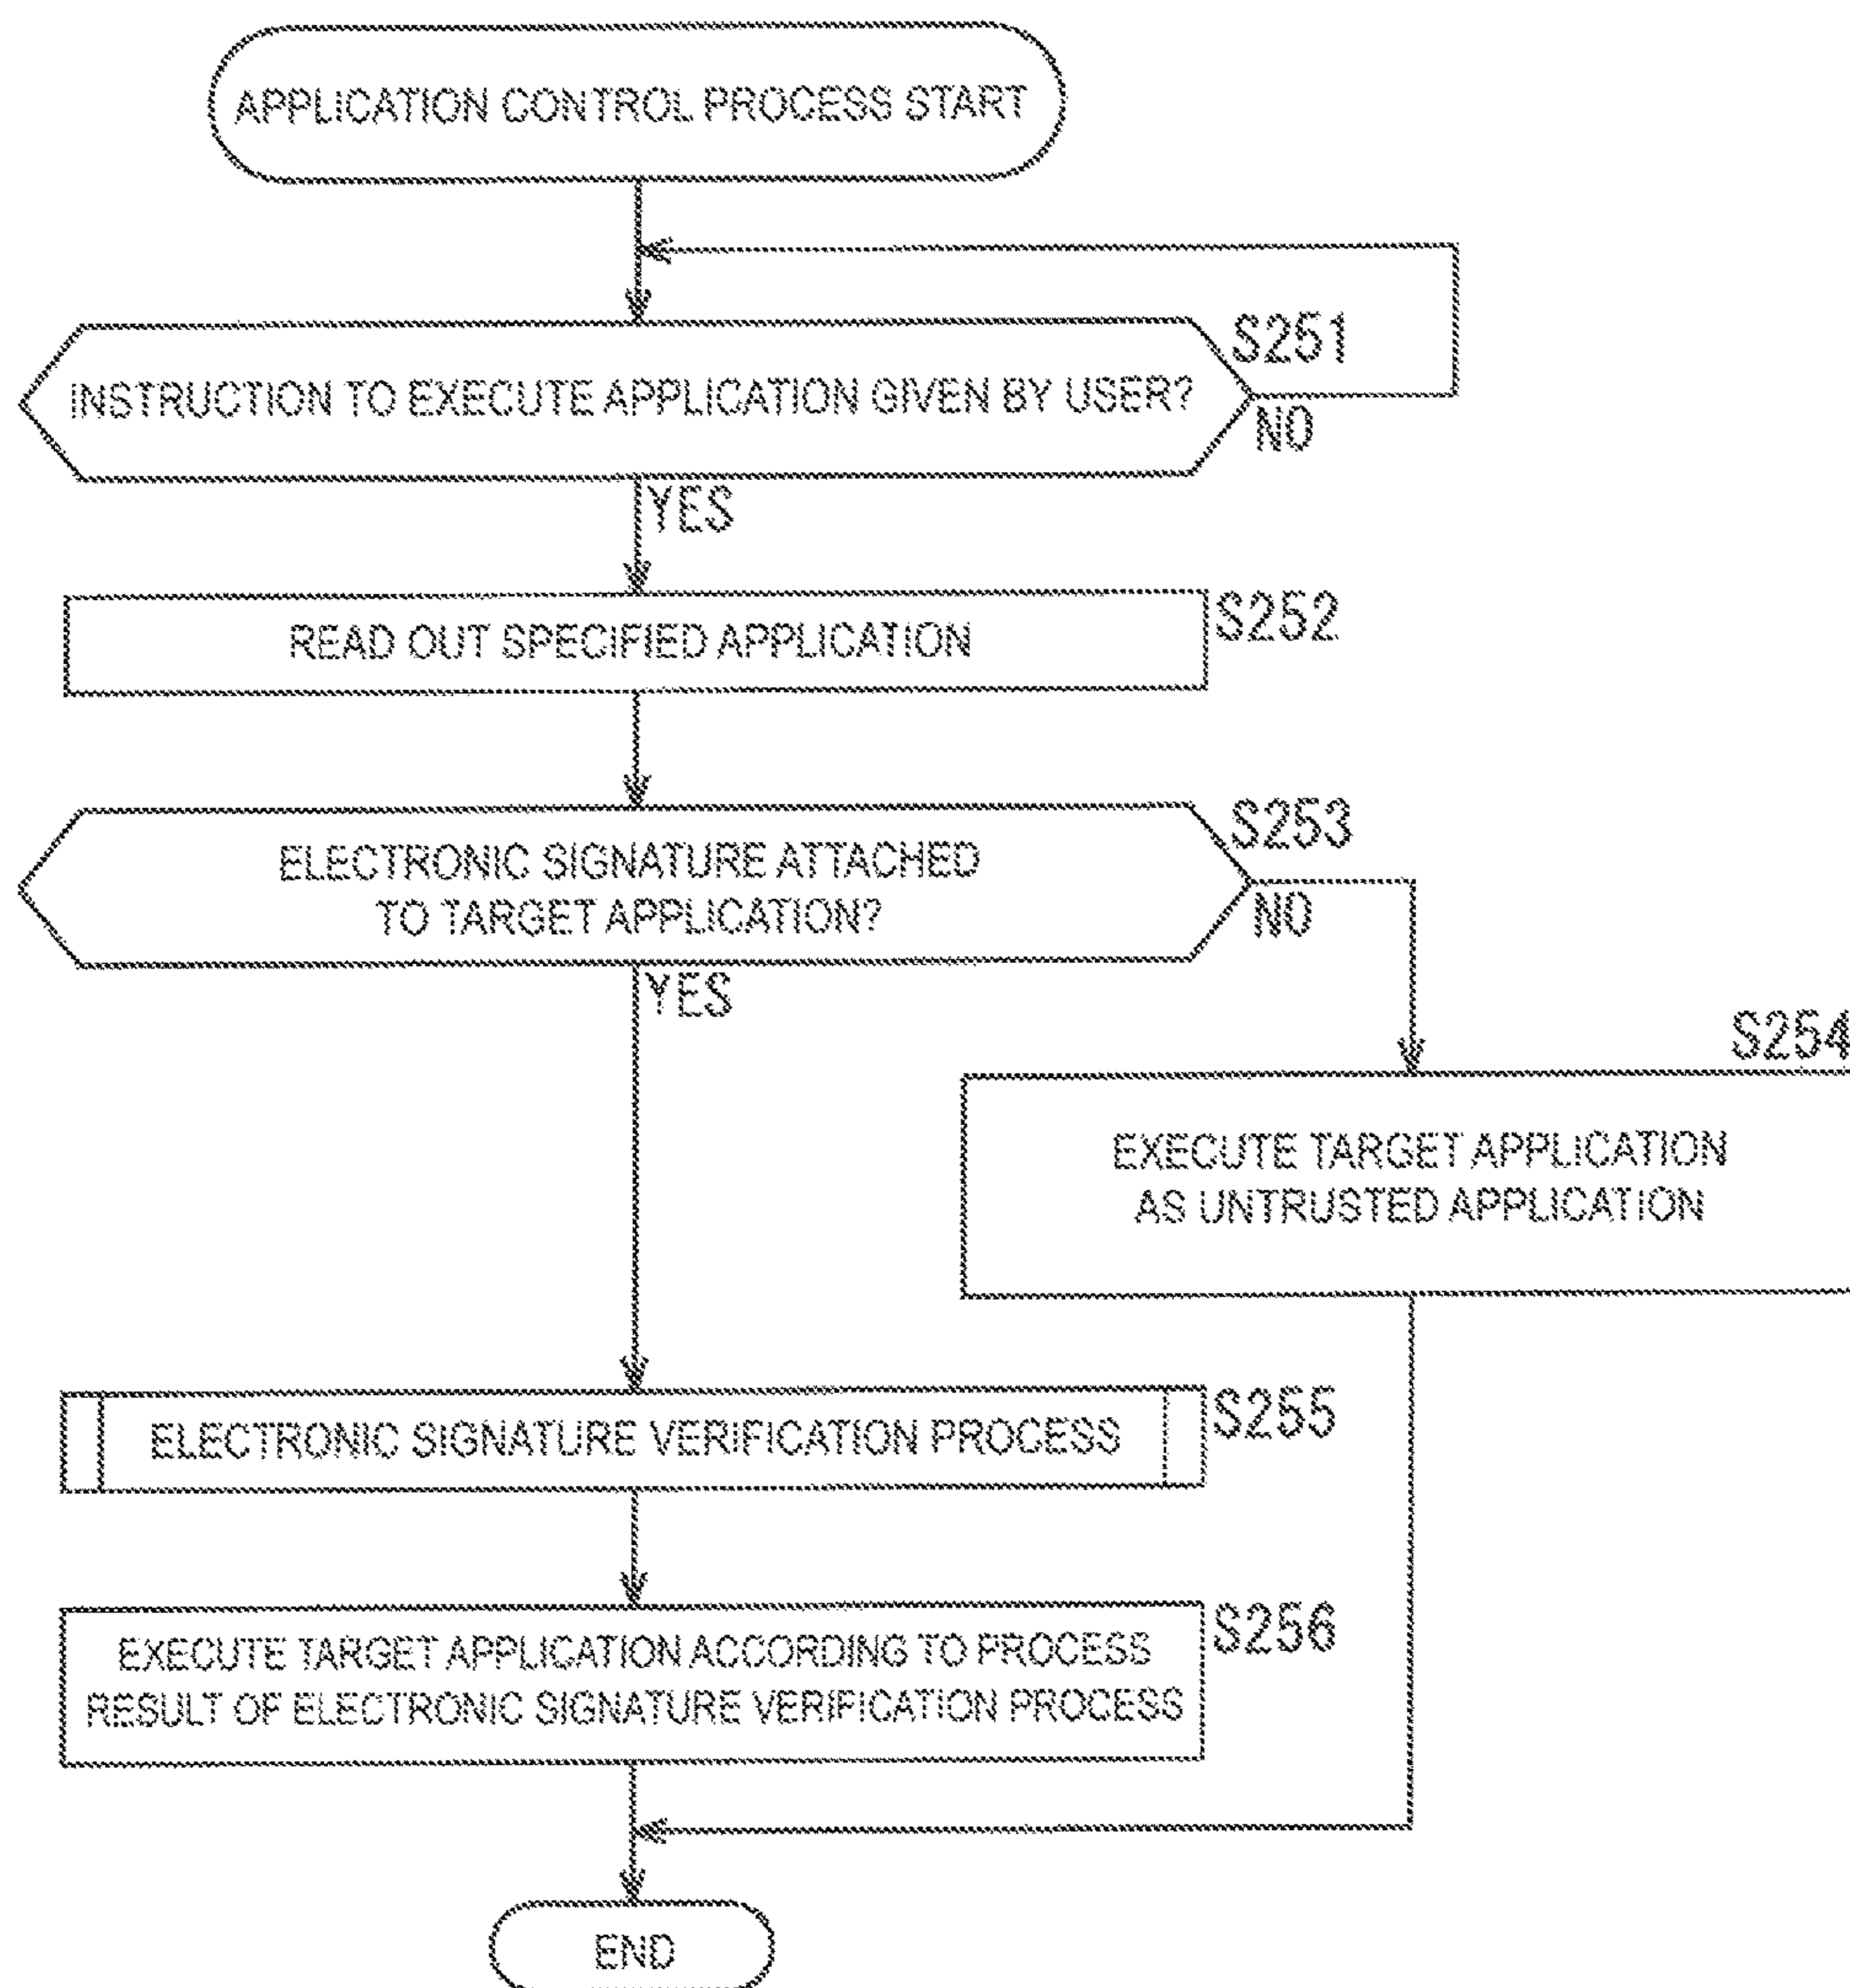 APPLICATION CONTROL PROCESS START
S251
INSTRUCTION TO EXECUTE APPLICATION GIVEN BY USER?
NO
YES
S252
READ OUT SPECIFIED APPLICATION
S253
ELECTRONIC SIGNATURE ATTACHED
TO TARGET APPLICATION?
NO
YES
S254
EXECUTE TARGET APPLICATION
AS UNTRUSTED APPLICATION
S255
ELECTRONIC SIGNATURE VERIFICATION PROCESS
S256
EXECUTE TARGET APPLICATION ACCORDING TO PROCESS
RESULT OF ELECTRONIC SIGNATURE VERIFICATION PROCESS
END